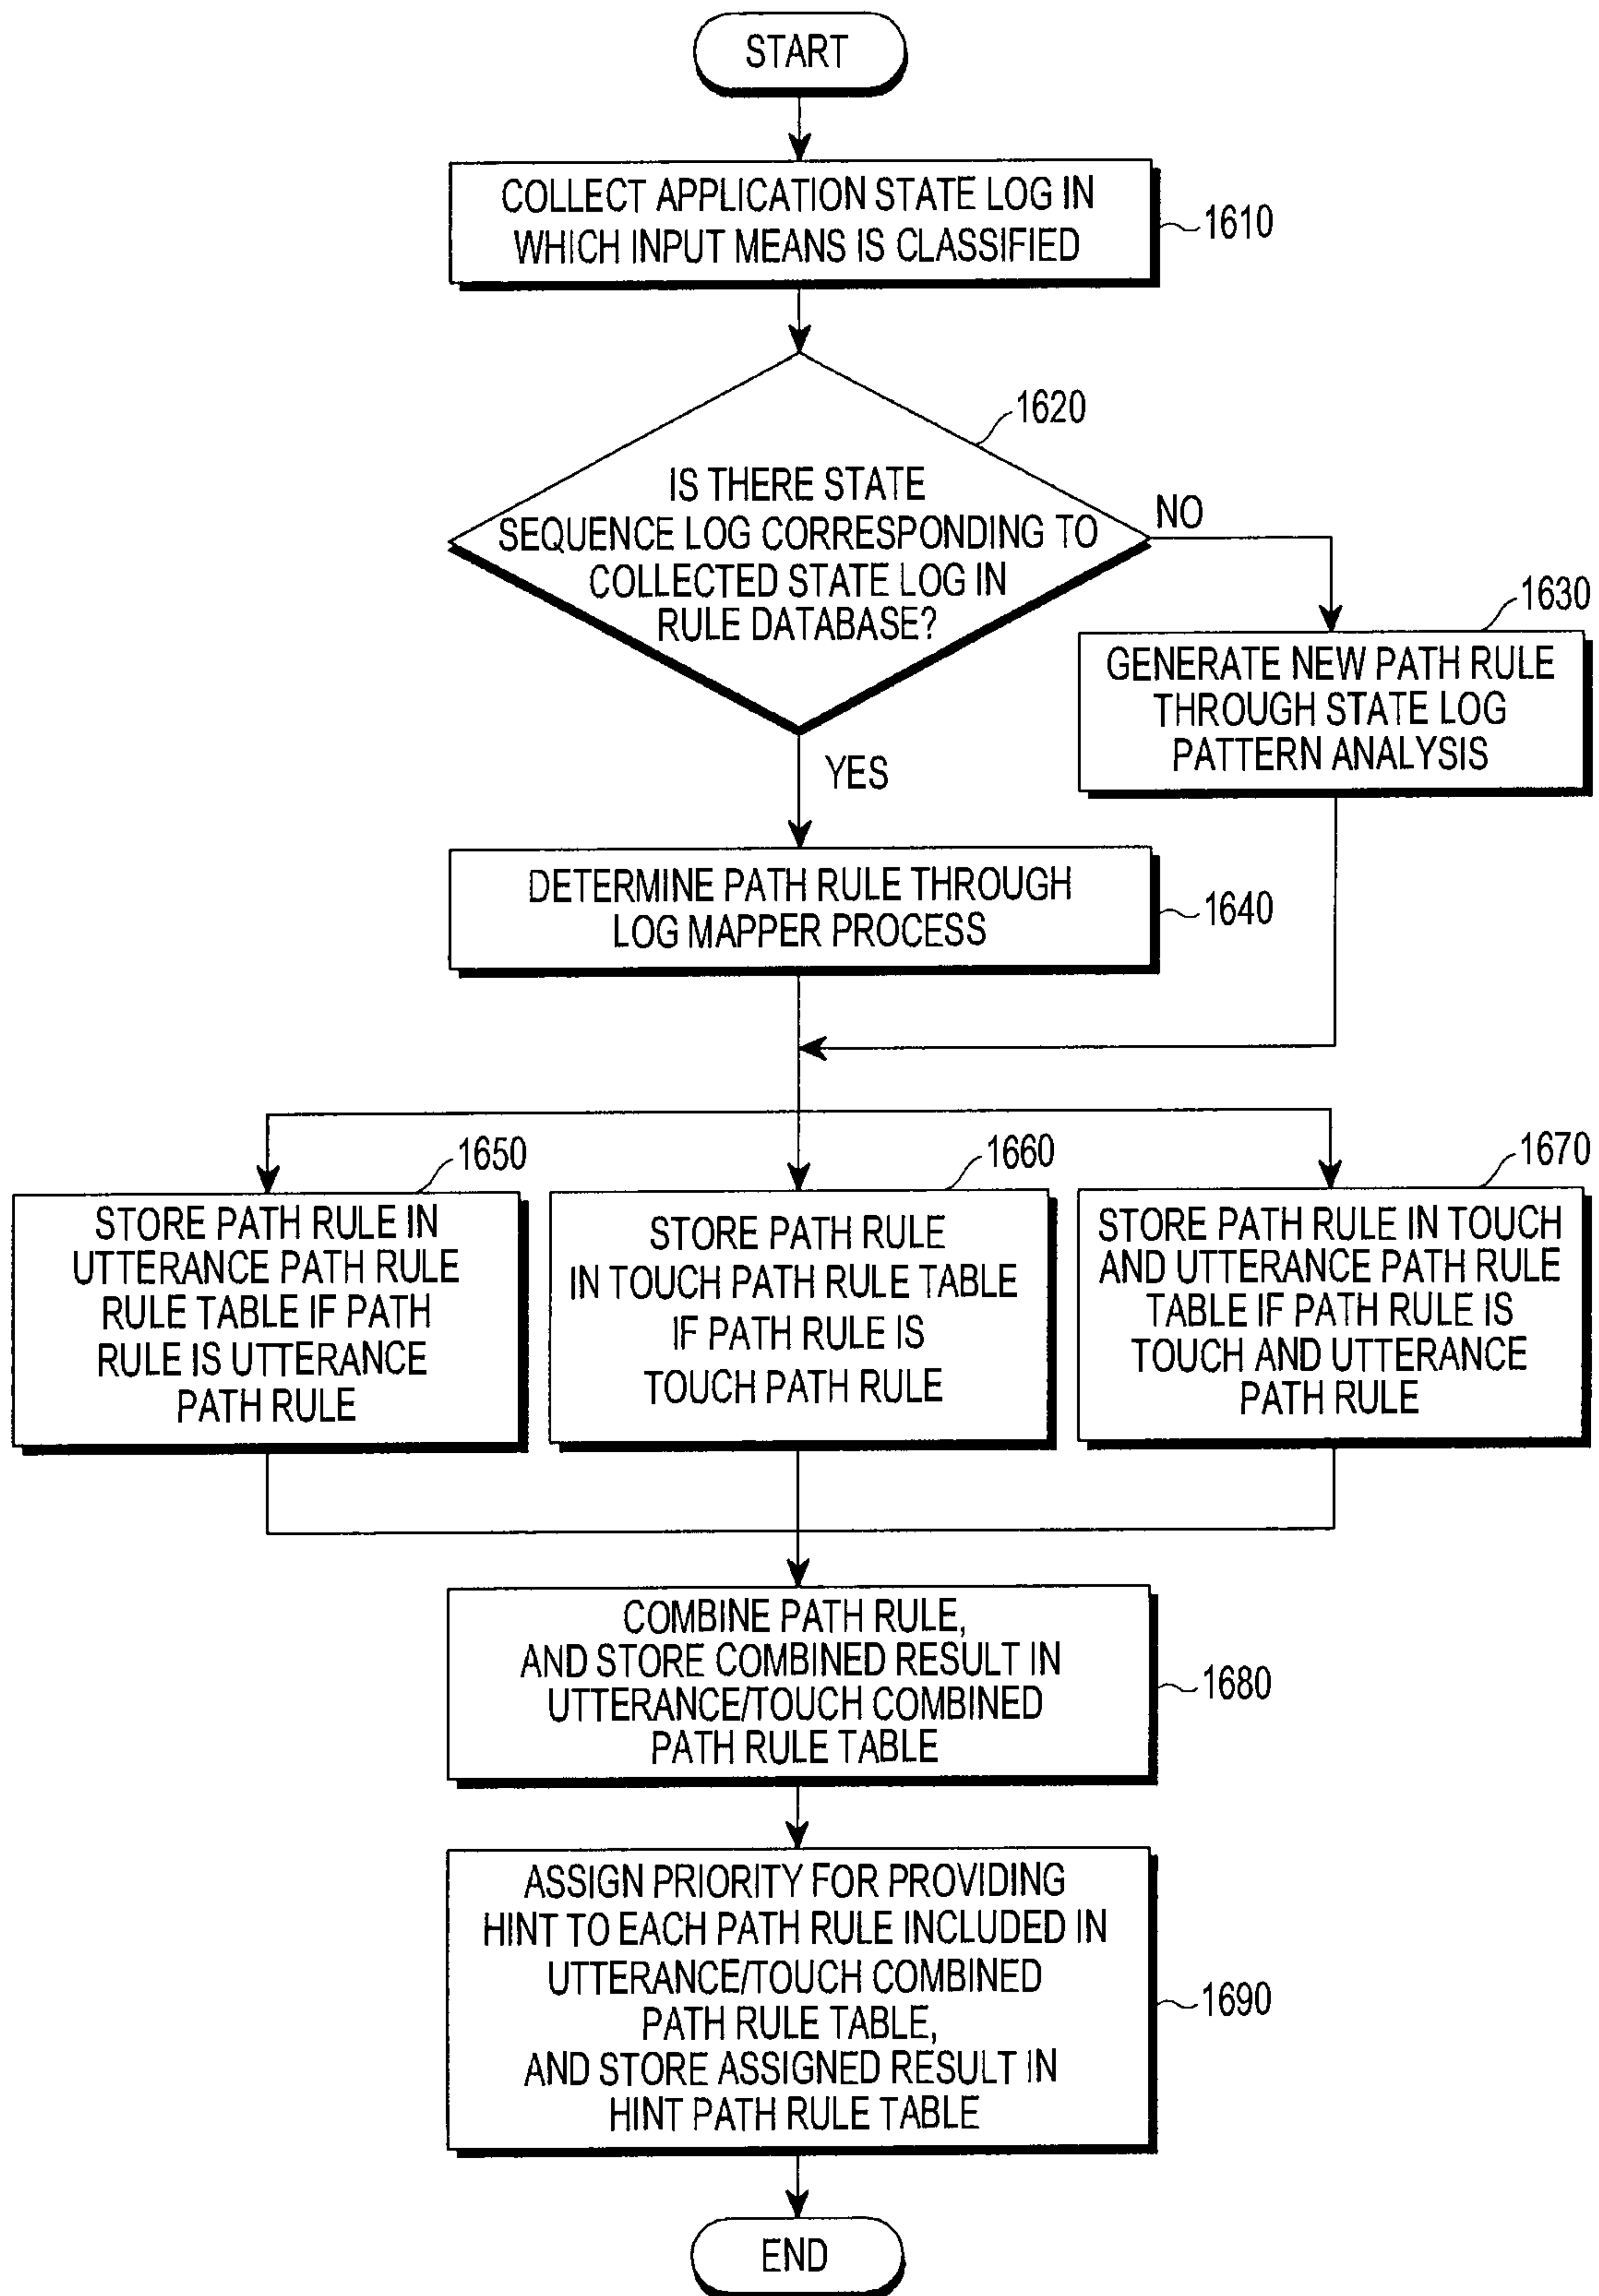 START
COLLECT APPLICATION STATE LOG IN
WHICH INPUT MEANS IS CLASSIFIED
1610
1620
IS THERE STATE
SEQUENCE LOG CORRESPONDING TO
COLLECTED STATE LOG IN
RULE DATABASE?
NO
YES
1630
GENERATE NEW PATH RULE
THROUGH STATE LOG
PATTERN ANALYSIS
DETERMINE PATH RULE THROUGH
LOG MAPPER PROCESS
1640
1650
STORE PATH RULE IN
UTTERANCE PATH RULE
RULE TABLE IF PATH
RULE IS UTTERANCE
PATH RULE
1660
STORE PATH RULE
IN TOUCH PATH RULE TABLE
IF PATH RULE IS
TOUCH PATH RULE
1670
STORE PATH RULE IN TOUCH
AND UTTERANCE PATH RULE
TABLE IF PATH RULE IS
TOUCH AND UTTERANCE
PATH RULE
COMBINE PATH RULE,
AND STORE COMBINED RESULT IN
UTTERANCE/TOUCH COMBINED
PATH RULE TABLE
1680
ASSIGN PRIORITY FOR PROVIDING
HINT TO EACH PATH RULE INCLUDED IN
UTTERANCE/TOUCH COMBINED
PATH RULE TABLE,
AND STORE ASSIGNED RESULT IN
HINT PATH RULE TABLE
1690
END